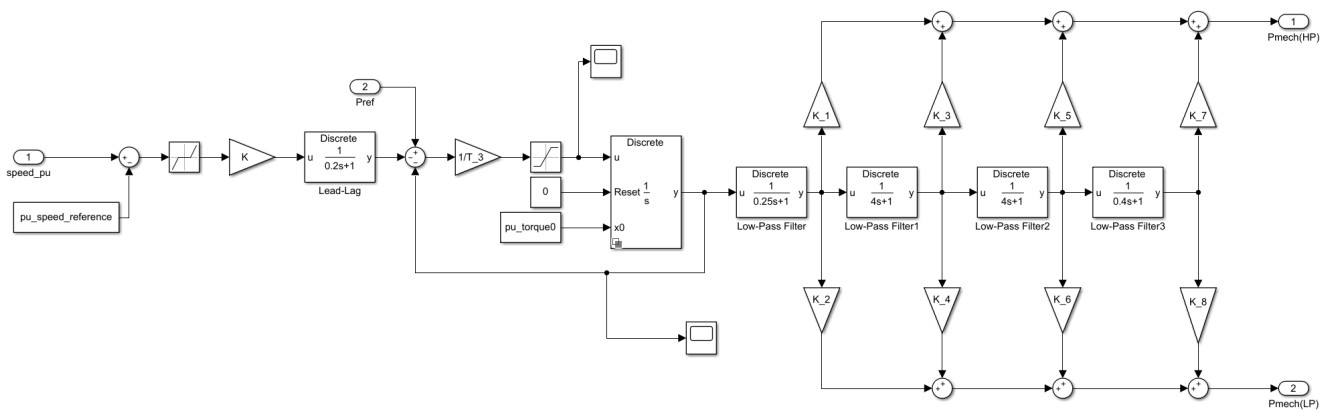 1
speed_pu
pu_speed_reference
+
−
K
Discrete
u
1
0.2s+1
y
Lead-Lag
2
Pref
+
−
−
1/T_3
0
pu_torque0
Discrete
u
Reset
x0
1
s
y
Discrete
u
1
0.25s+1
y
Low-Pass Filter
Discrete
u
1
4s+1
y
Low-Pass Filter1
Discrete
u
1
4s+1
y
Low-Pass Filter2
Discrete
u
1
0.4s+1
y
Low-Pass Filter3
K_1
K_3
K_5
K_7
+
+
+
+
+
+
1
Pmech(HP)
K_2
K_4
K_6
K_8
+
+
+
+
+
+
2
Pmech(LP)